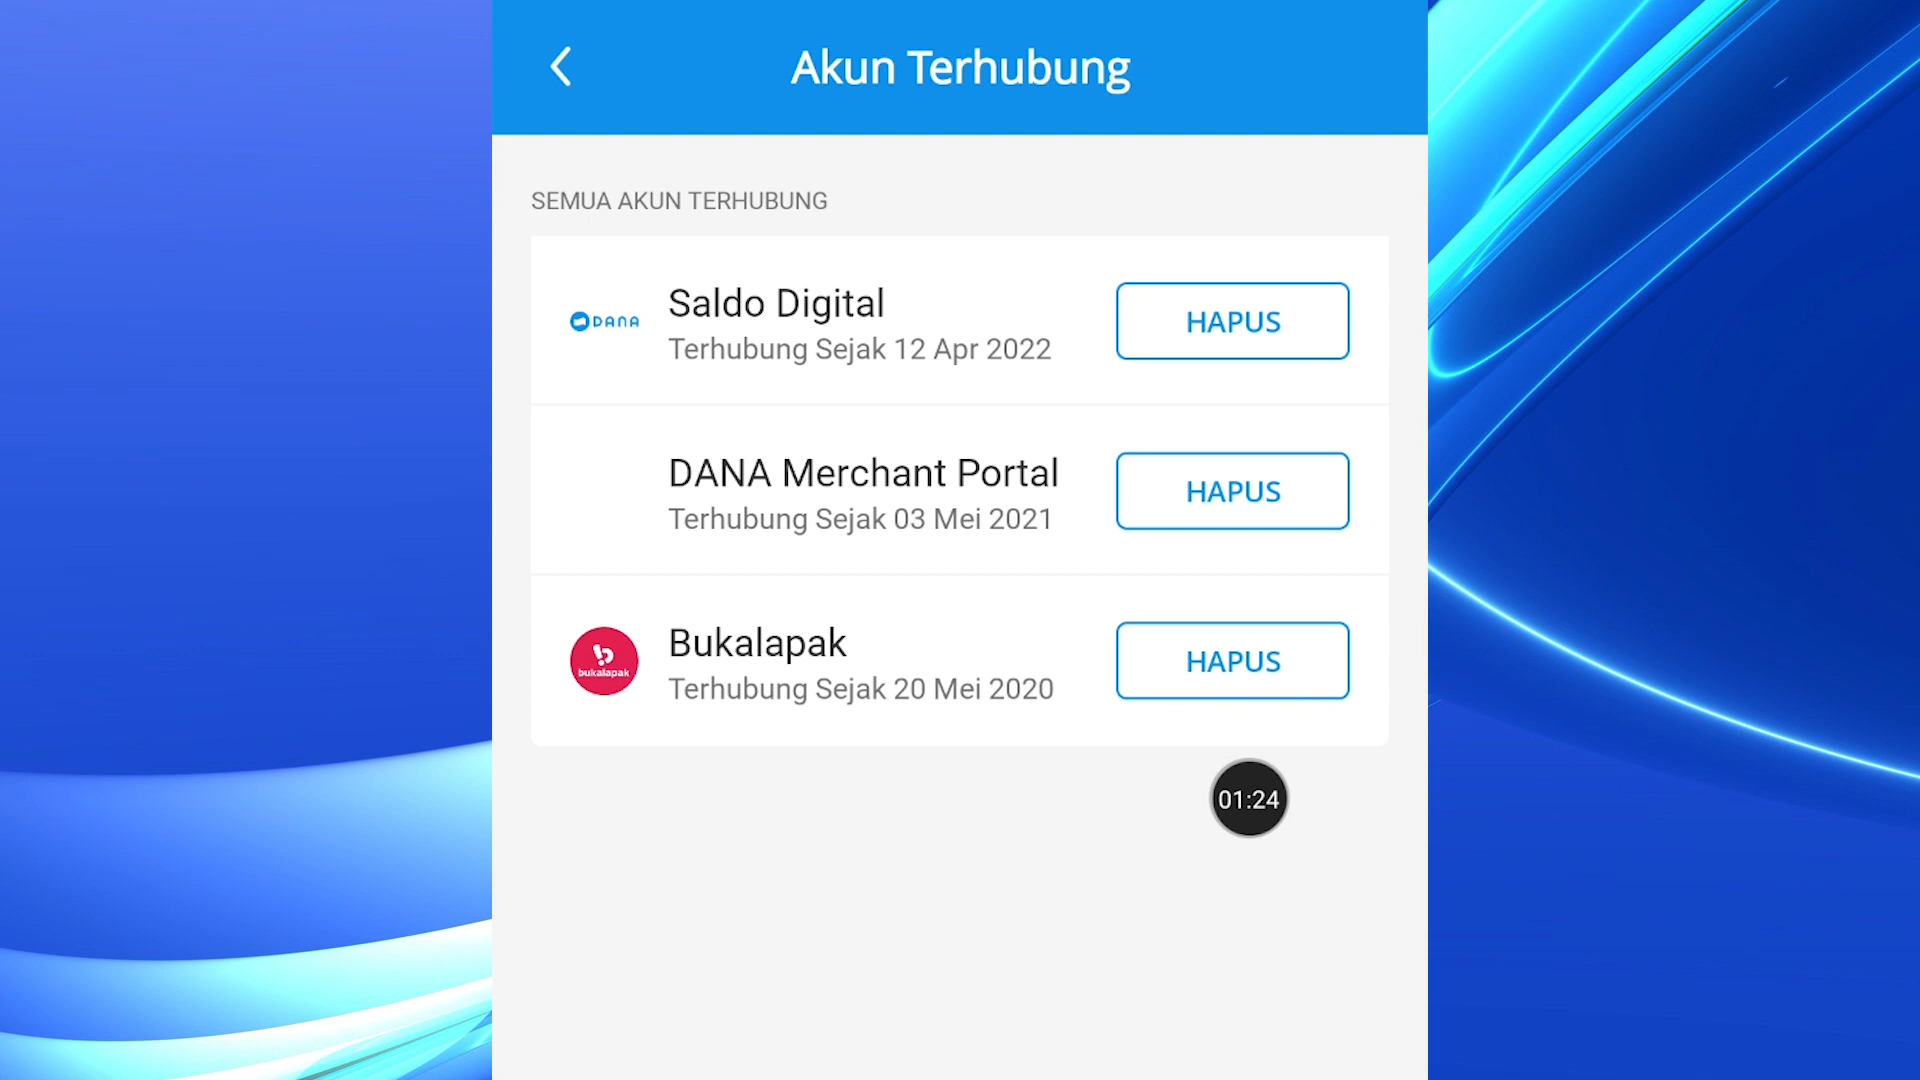 Akun Terhubung
SEMUA AKUN TERHUBUNG
DANA
Saldo Digital
Terhubung Sejak 12 Apr 2022
HAPUS
DANA Merchant Portal
Terhubung Sejak 03 Mei 2021
HAPUS
bukalapak
Bukalapak
Terhubung Sejak 20 Mei 2020
HAPUS
01:24